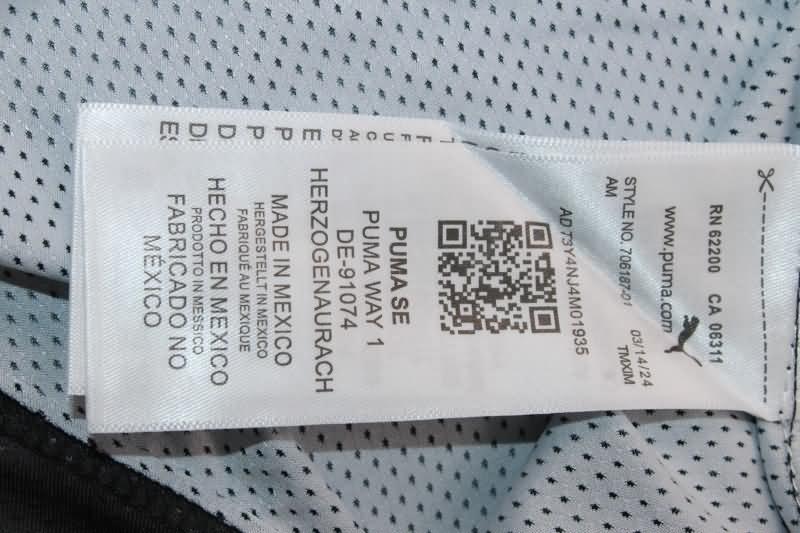 RN 62200 CA 06311
www.puma.com
STYLE NO. 706187-01 03/14/24
AM TMXIM
AD 73Y4NJ4M01935
PUMA SE
PUMA WAY 1
DE-91074
HERZOGENAURACH
MADE IN MEXICO
HERGESTELLT IN MEXICO
FABRIQUÉ AU MEXIQUE
HECHO EN MÉXICO
PRODOTTO IN MESSICO
FABRICADO NO
MÉXICO